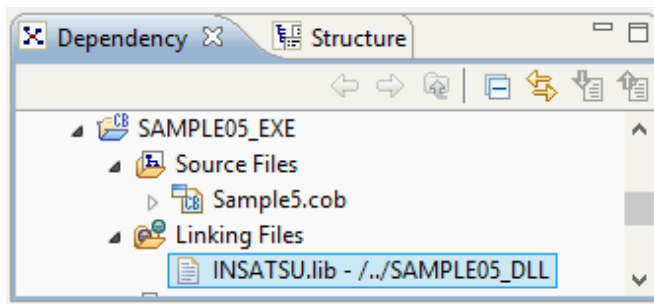 Dependency Structure
SAMPLE05_EXE
Source Files
Sample5.cob
Linking Files
INSATSU.lib - /../SAMPLE05_DLL